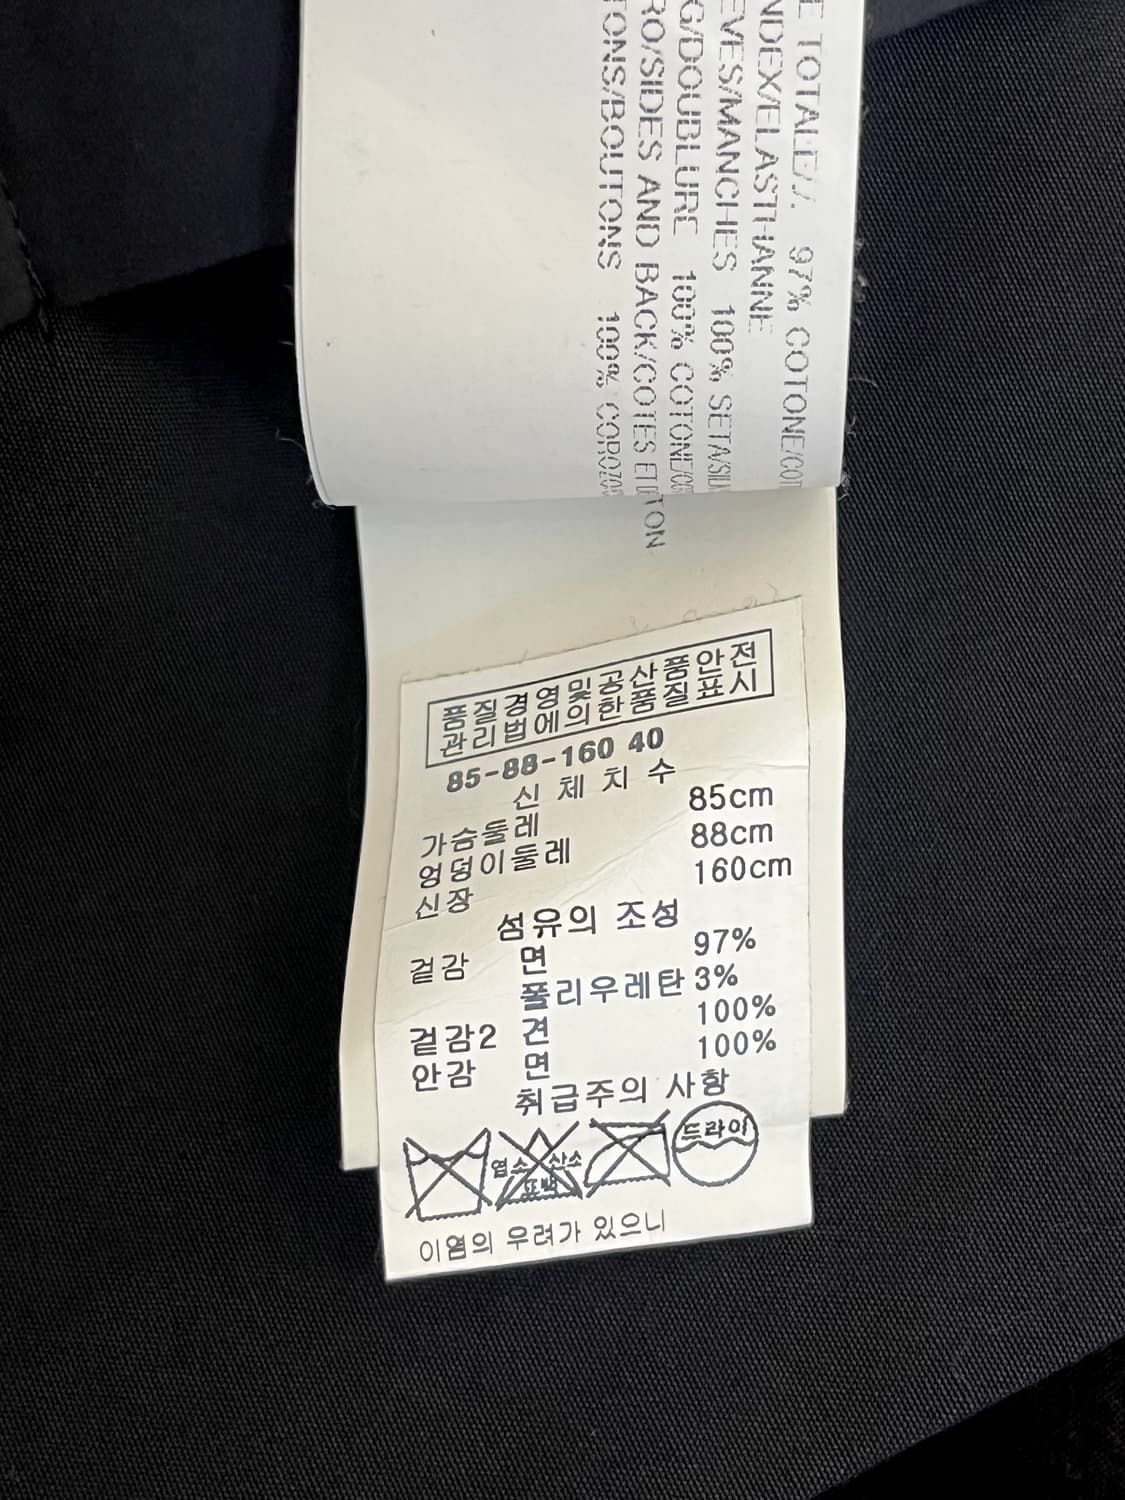 E TOTALE/ 97% COTONE/COT
NDEX/ELASTHANNE
EVES/MANCHES 100% SETA/SIL
G/DOUBLURE 100% COTONE/CO
RO/SIDES AND BACK/COTES ET
TON
TONS/BOUTONS 100% COROZO
품질경영및공산품안전
관리법에의한품질표시
85-88-160 40
신체치수
가슴둘레 85cm
엉덩이둘레 88cm
신장 160cm
섬유의 조성
겉감 면 97%
폴리우레탄 3%
겉감2 견 100%
안감 면 100%
취급주의 사항
염소 산소 드라이
표백
이염의 우려가 있으니